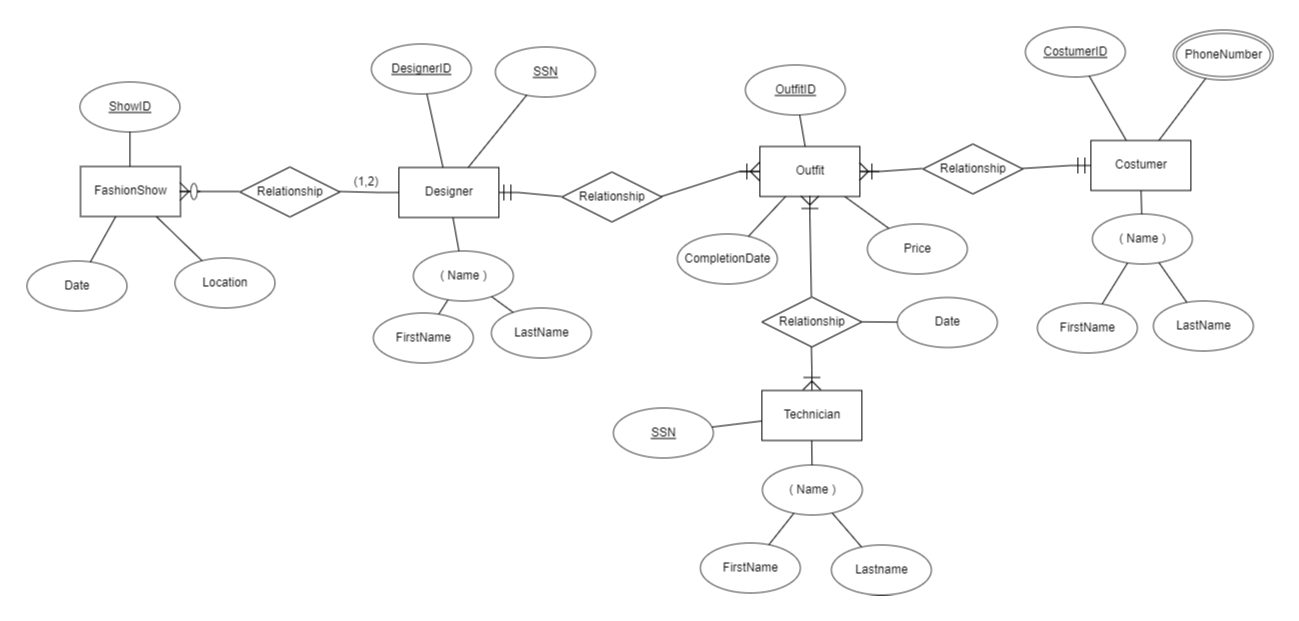 CostumerID
PhoneNumber
DesignerID
SSN
OutfitID
ShowID
FashionShow
Relationship
(1,2)
Designer
Relationship
Outfit
Relationship
Costumer
Date
Location
( Name )
FirstName
LastName
CompletionDate
Price
( Name )
FirstName
LastName
Relationship
Date
Technician
SSN
( Name )
FirstName
Lastname